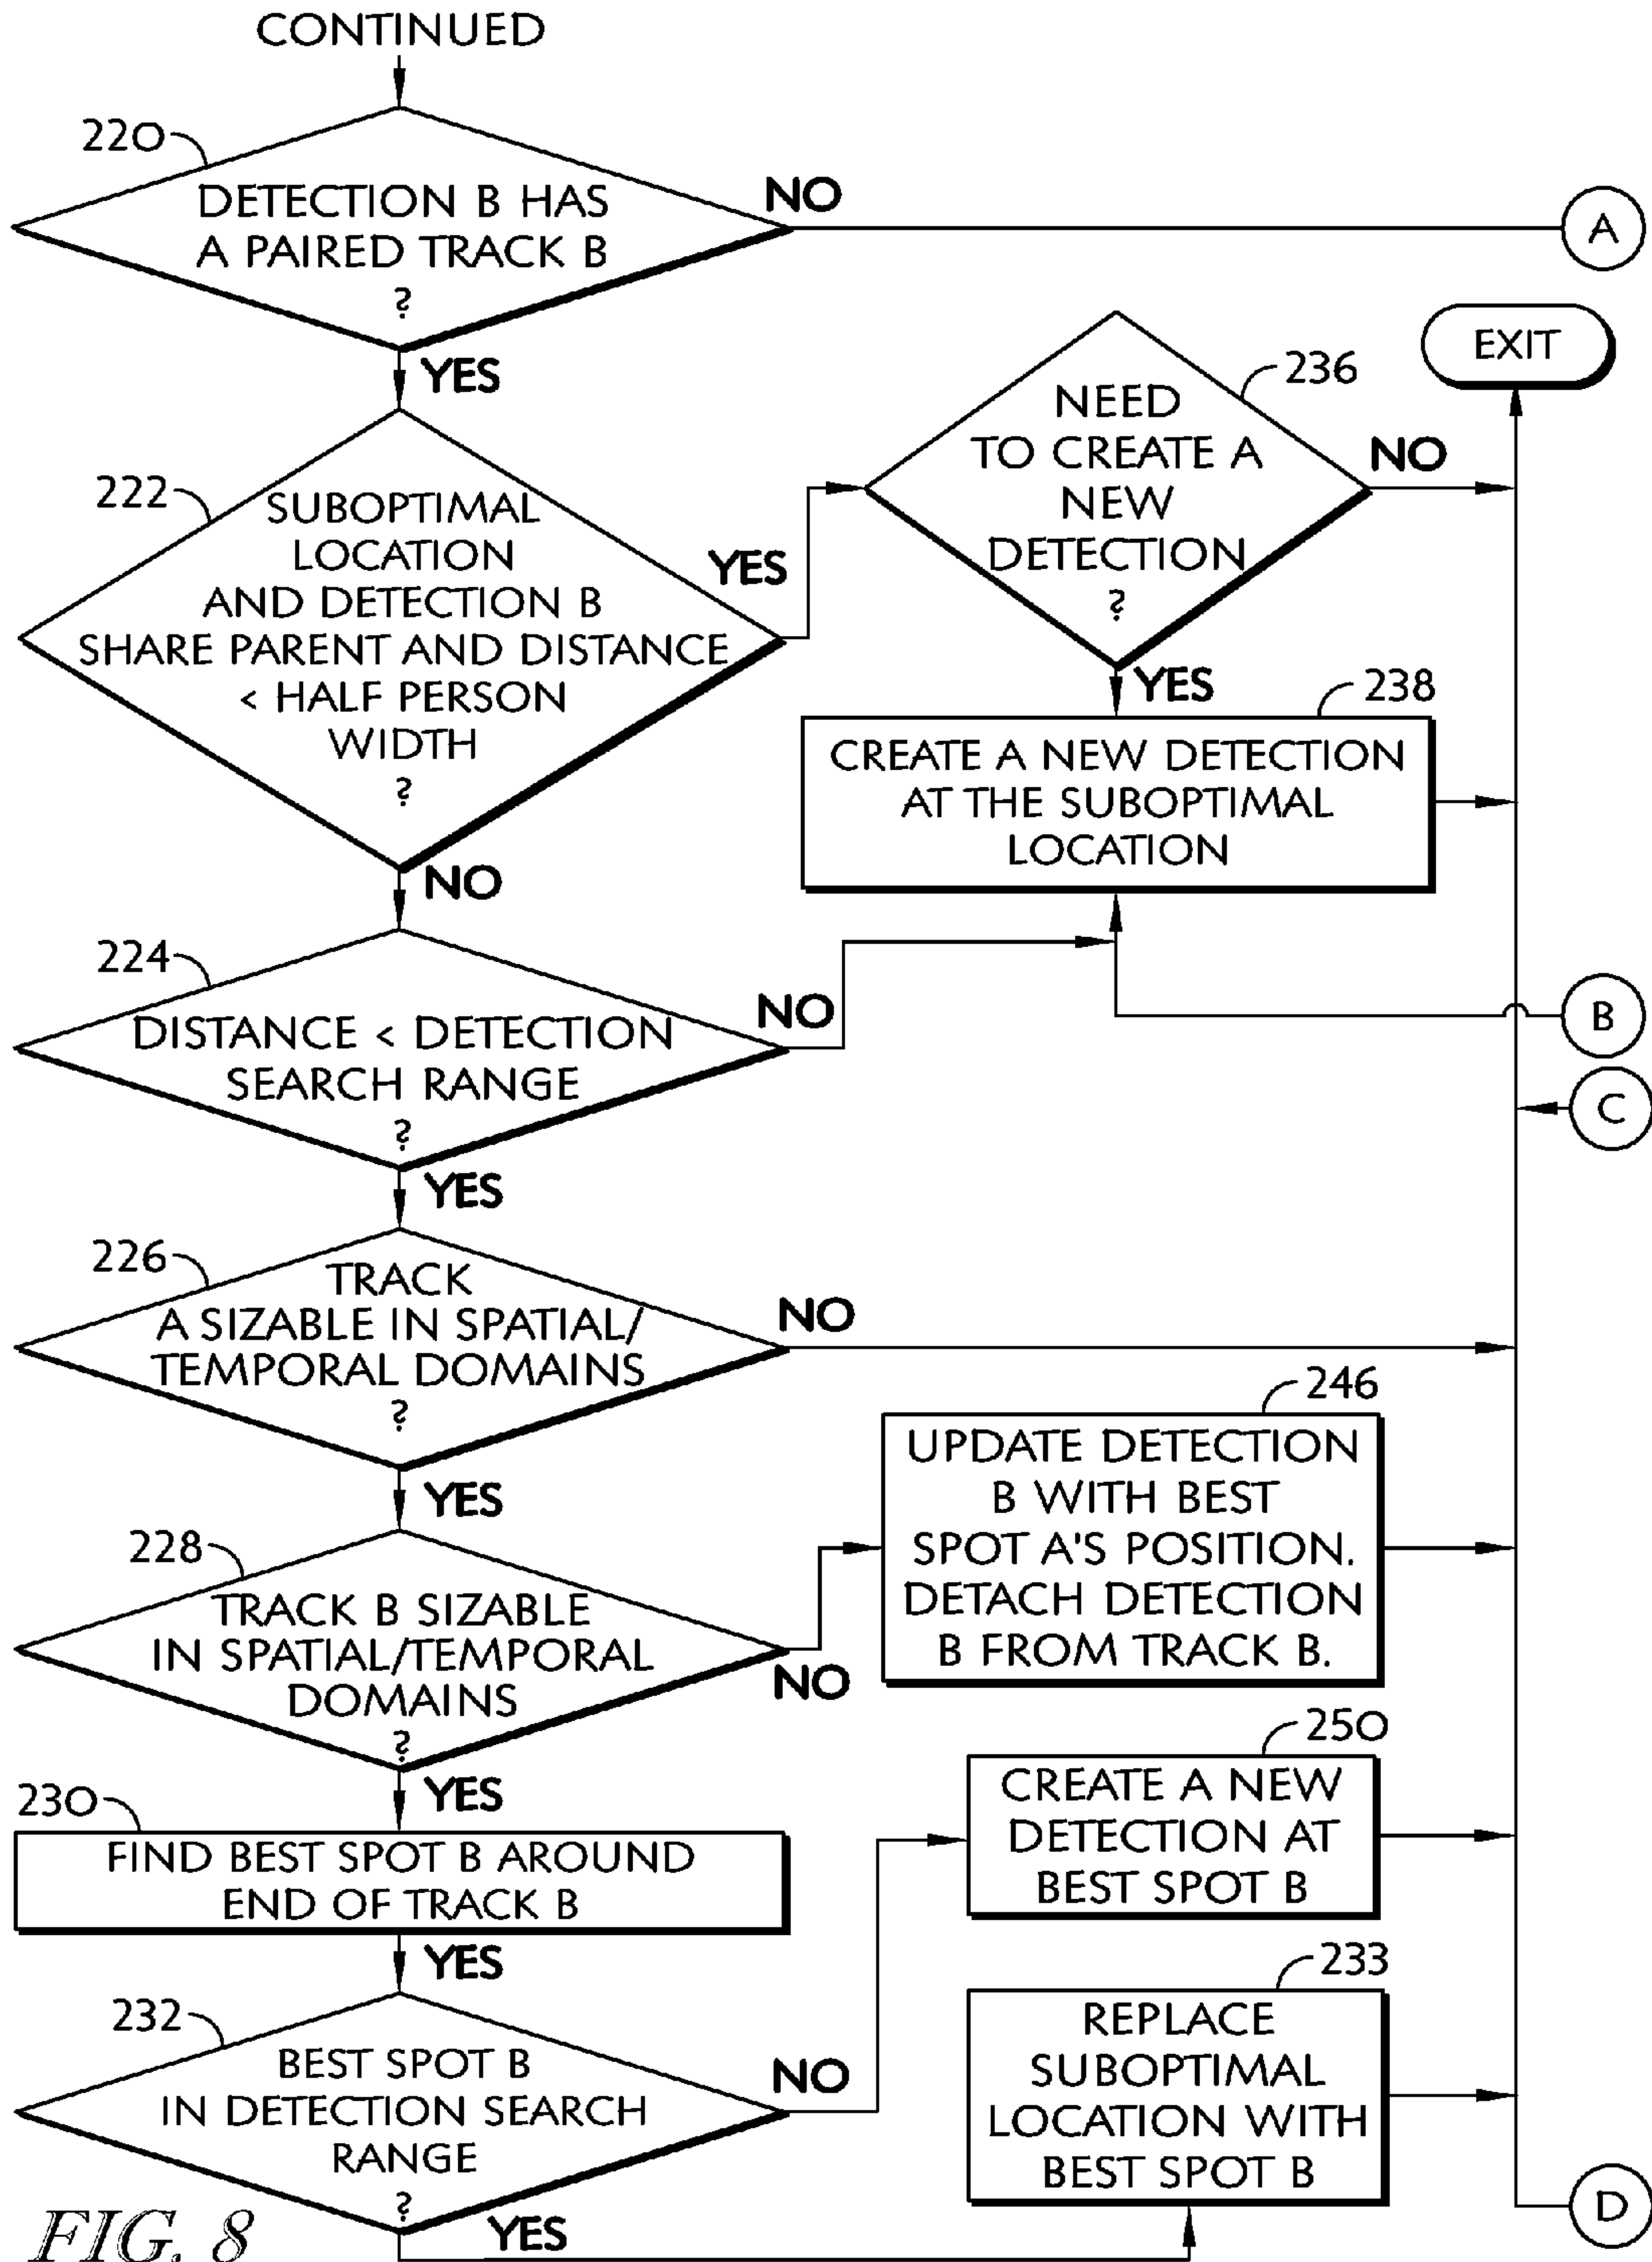 CONTINUED
220
DETECTION B HAS
A PAIRED TRACK B
?
NO
A
YES
EXIT
236
NEED
TO CREATE A
NEW
DETECTION
?
NO
YES
222
SUBOPTIMAL
LOCATION
AND DETECTION B
SHARE PARENT AND DISTANCE
< HALF PERSON
WIDTH
?
YES
NO
238
CREATE A NEW DETECTION
AT THE SUBOPTIMAL
LOCATION
224
DISTANCE < DETECTION
SEARCH RANGE
?
NO
B
C
YES
226
TRACK
A SIZABLE IN SPATIAL/
TEMPORAL DOMAINS
?
NO
YES
246
UPDATE DETECTION
B WITH BEST
SPOT A'S POSITION.
DETACH DETECTION
B FROM TRACK B.
228
TRACK B SIZABLE
IN SPATIAL/TEMPORAL
DOMAINS
?
NO
YES
250
CREATE A NEW
DETECTION AT
BEST SPOT B
230
FIND BEST SPOT B AROUND
END OF TRACK B
YES
233
REPLACE
SUBOPTIMAL
LOCATION WITH
BEST SPOT B
232
BEST SPOT B
IN DETECTION SEARCH
RANGE
?
NO
YES
D
FIG. 8